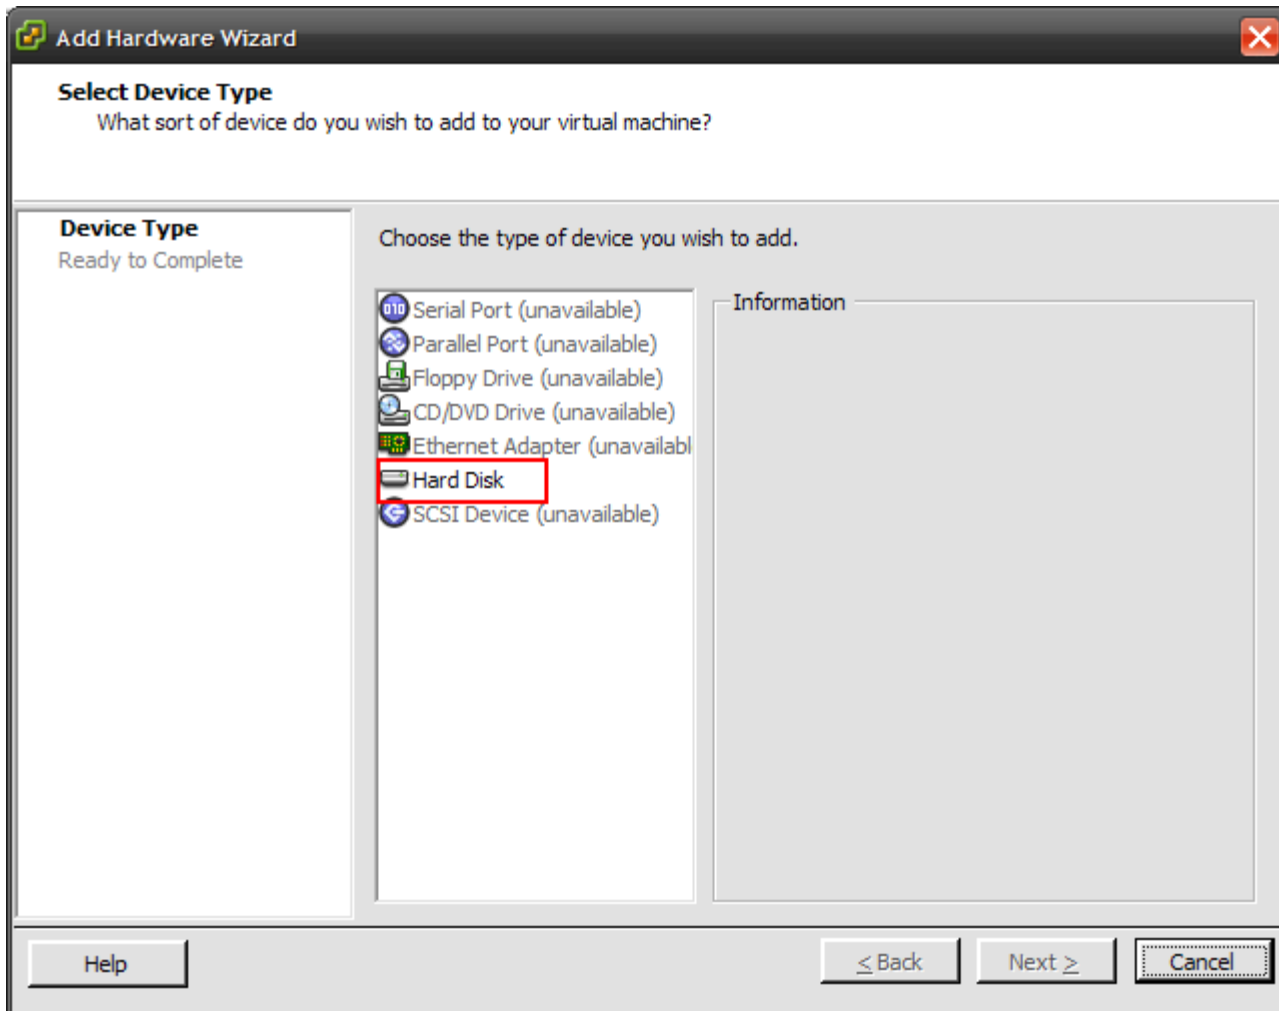 Add Hardware Wizard
Select Device Type
What sort of device do you wish to add to your virtual machine?
Device Type
Ready to Complete
Choose the type of device you wish to add.
Serial Port (unavailable)
Parallel Port (unavailable)
Floppy Drive (unavailable)
CD/DVD Drive (unavailable)
Ethernet Adapter (unavailabl
Hard Disk
SCSI Device (unavailable)
Information
Help
< Back
Next >
Cancel